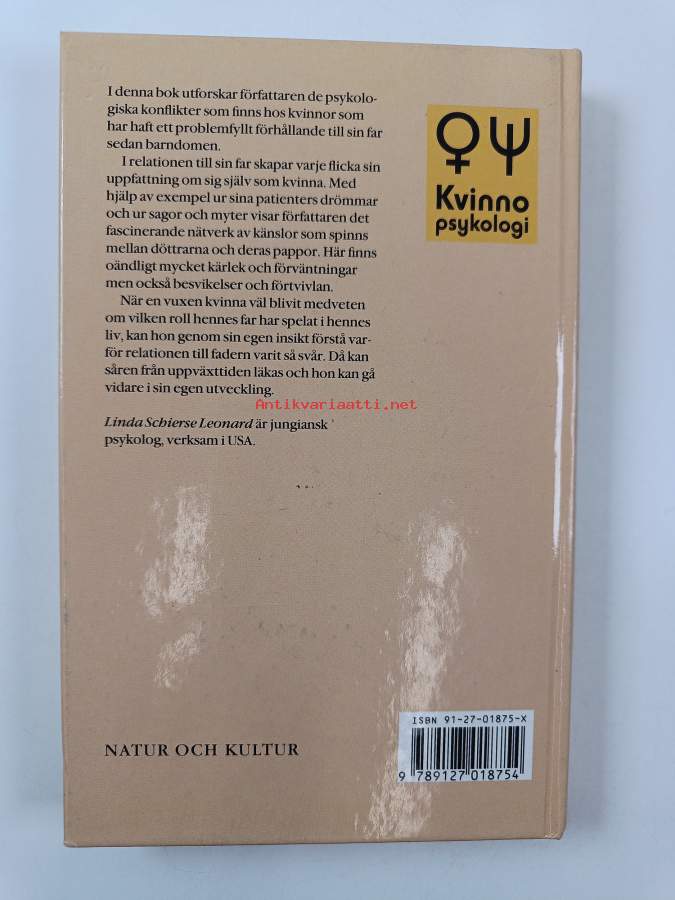 I denna bok utforskar författaren de psykolo-
giska konflikter som finns hos kvinnor som
har haft ett problemfyllt förhållande till sin far
sedan barndomen.
I relationen till sin far skapar varje flicka sin
uppfattning om sig själv som kvinna. Med
hjälp av exempel ur sina patienters drömmar
och ur sagor och myter visar författaren det
fascinerande nätverk av känslor som spinns
mellan döttrarna och deras pappor. Här finns
oändligt mycket kärlek och förväntningar
men också besvikelser och förtvivlan.
När en vuxen kvinna väl blivit medveten
om vilken roll hennes far har spelat i hennes
liv, kan hon genom sin egen insikt förstå var-
för relationen till fadern varit så svår. Då kan
såren från uppväxttiden läkas och hon kan gå
vidare i sin egen utveckling.
Antikvariaatti.net
Linda Schierse Leonard är jungiansk
psykolog, verksam i USA.
Kvinno
psykologi
NATUR OCH KULTUR
ISBN 91-27-01875-X
9 789127 018754